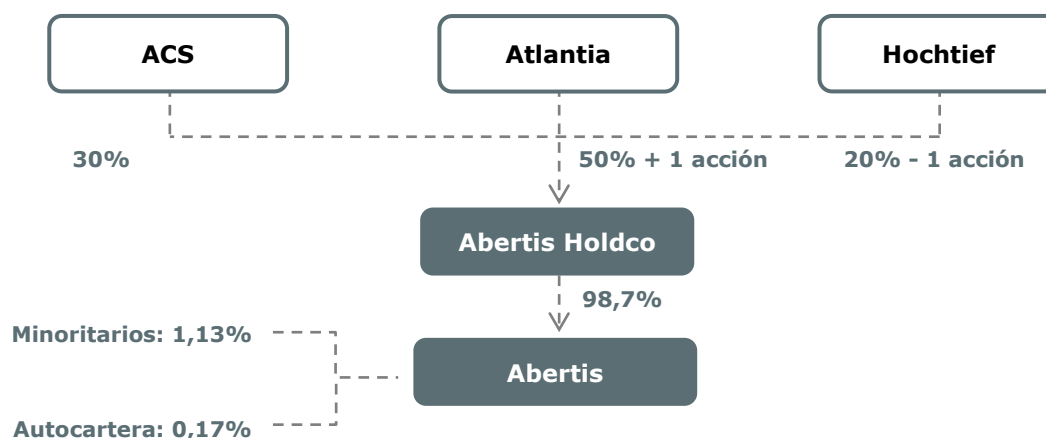 ACS
Atlantia
Hochtief
30%
50% + 1 acción
20% - 1 acción
Abertis Holdco
98,7%
Minoritarios: 1,13%
Abertis
Autocartera: 0,17%